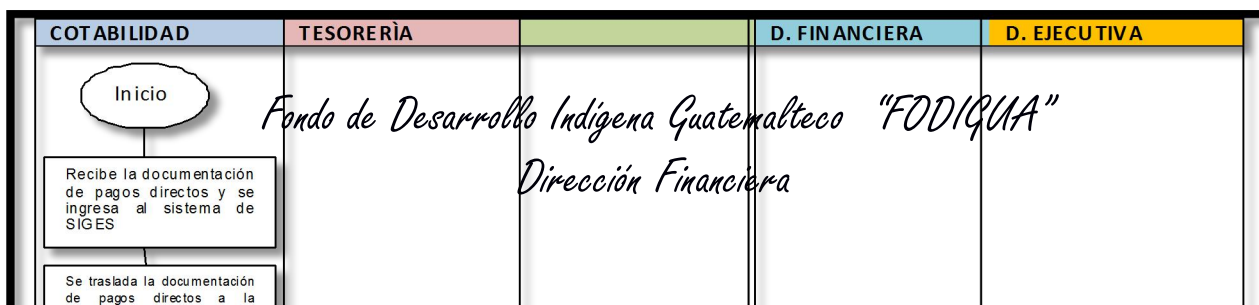 COTABILIDAD TESORERÌA D. FINANCIERA D. EJECUTIVA
Inicio
Fondo de Desarrollo Indígena Guatemalteco "FODIGUA"
Dirección Financiera
Recibe la documentación
de pagos directos y se
ingresa al sistema de
SIGES
Se traslada la documentación
de pagos directos a la